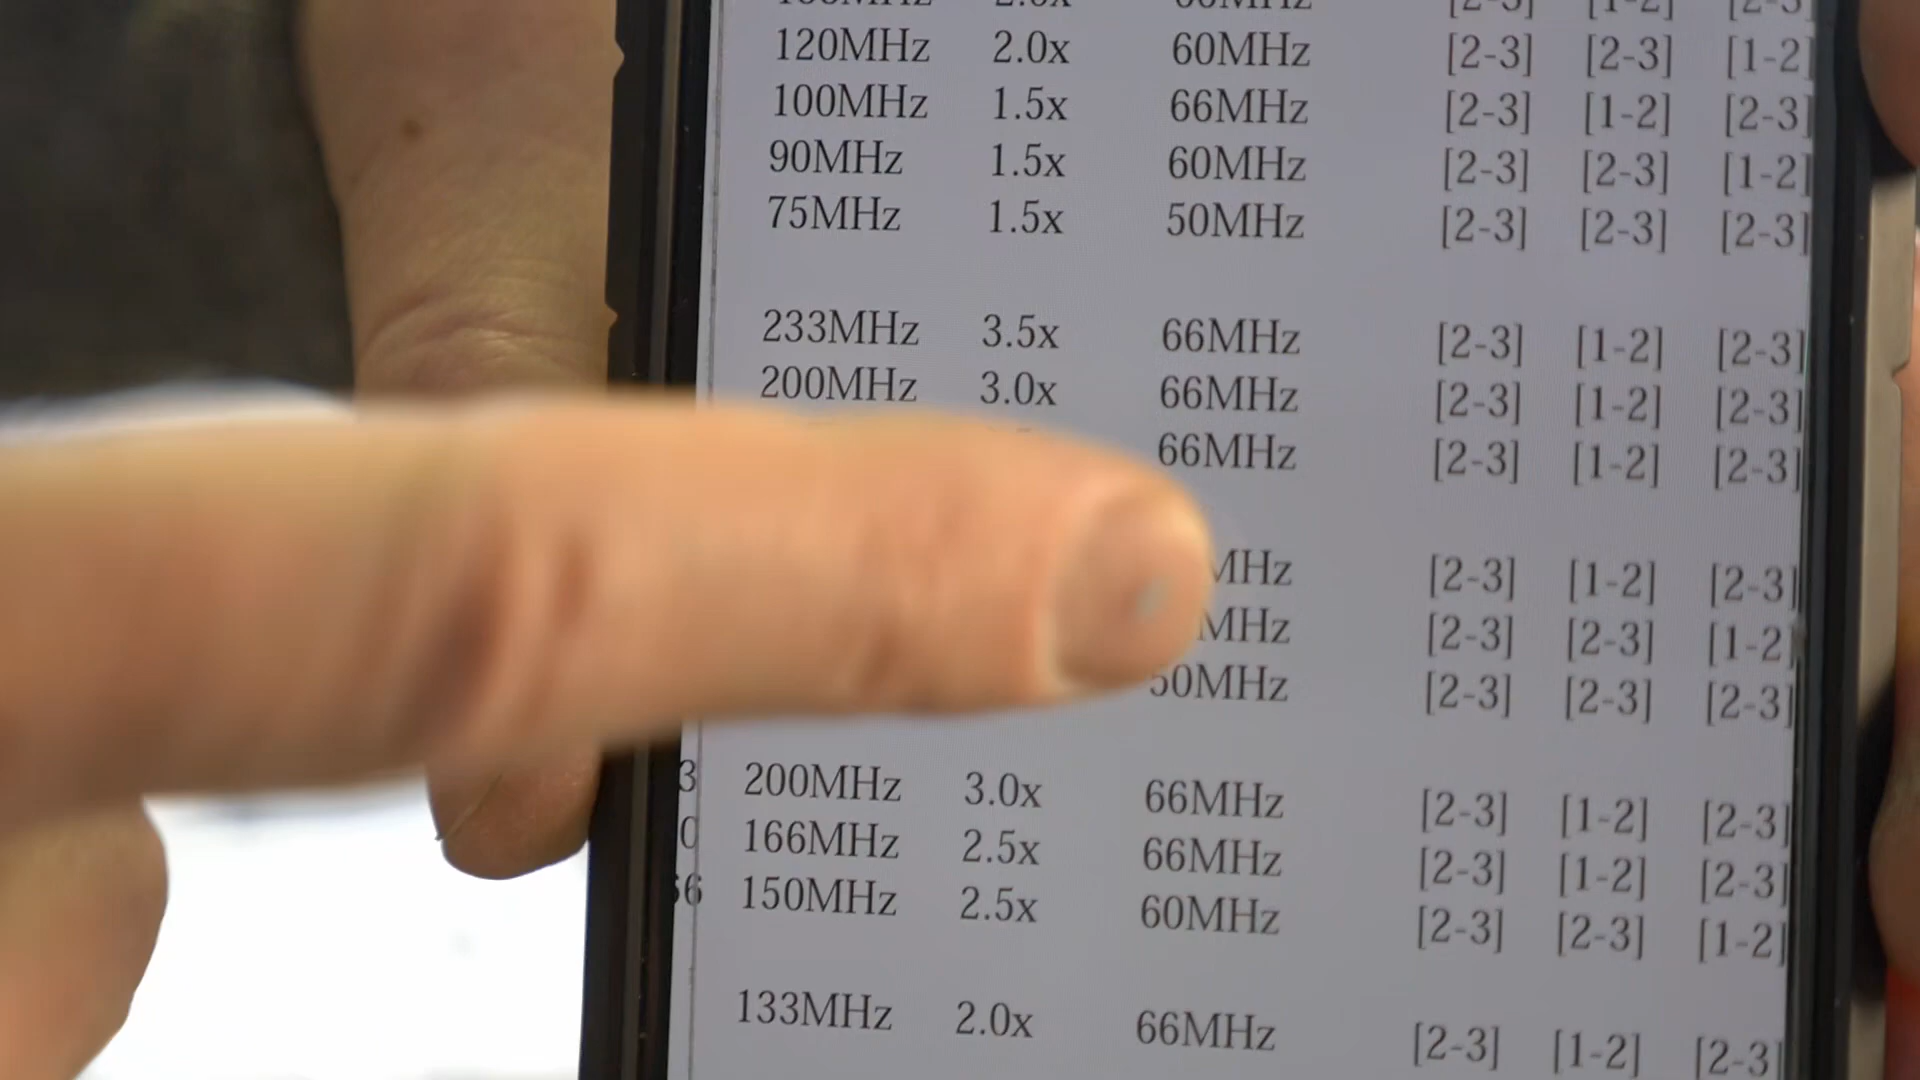 120MHz 2.0x 60MHz [2-3] [2-3] [1-2]
100MHz 1.5x 66MHz [2-3] [1-2] [2-3]
90MHz 1.5x 60MHz [2-3] [2-3] [1-2]
75MHz 1.5x 50MHz [2-3] [2-3] [2-3]
233MHz 3.5x 66MHz [2-3] [1-2] [2-3]
200MHz 3.0x 66MHz [2-3] [1-2] [2-3]
66MHz [2-3] [1-2] [2-3]
MHz [2-3] [1-2] [2-3]
MHz [2-3] [2-3] [1-2]
50MHz [2-3] [2-3] [2-3]
3 200MHz 3.0x 66MHz [2-3] [1-2] [2-3]
0 166MHz 2.5x 66MHz [2-3] [1-2] [2-3]
66 150MHz 2.5x 60MHz [2-3] [2-3] [1-2]
133MHz 2.0x 66MHz [2-3] [1-2] [2-3]